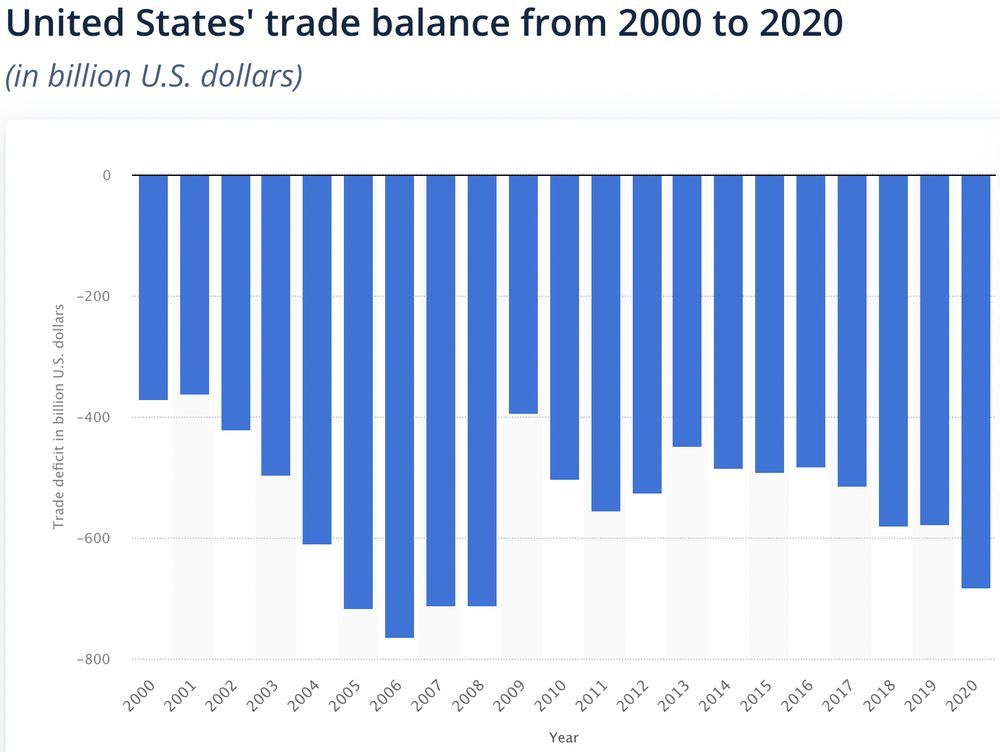 United States' trade balance from 2000 to 2020
(in billion U.S. dollars)
0
−200
−400
−600
−800
Trade deficit in billion U.S. dollars
2000 2001 2002 2003 2004 2005 2006 2007 2008 2009 2010 2011 2012 2013 2014 2015 2016 2017 2018 2019 2020
Year